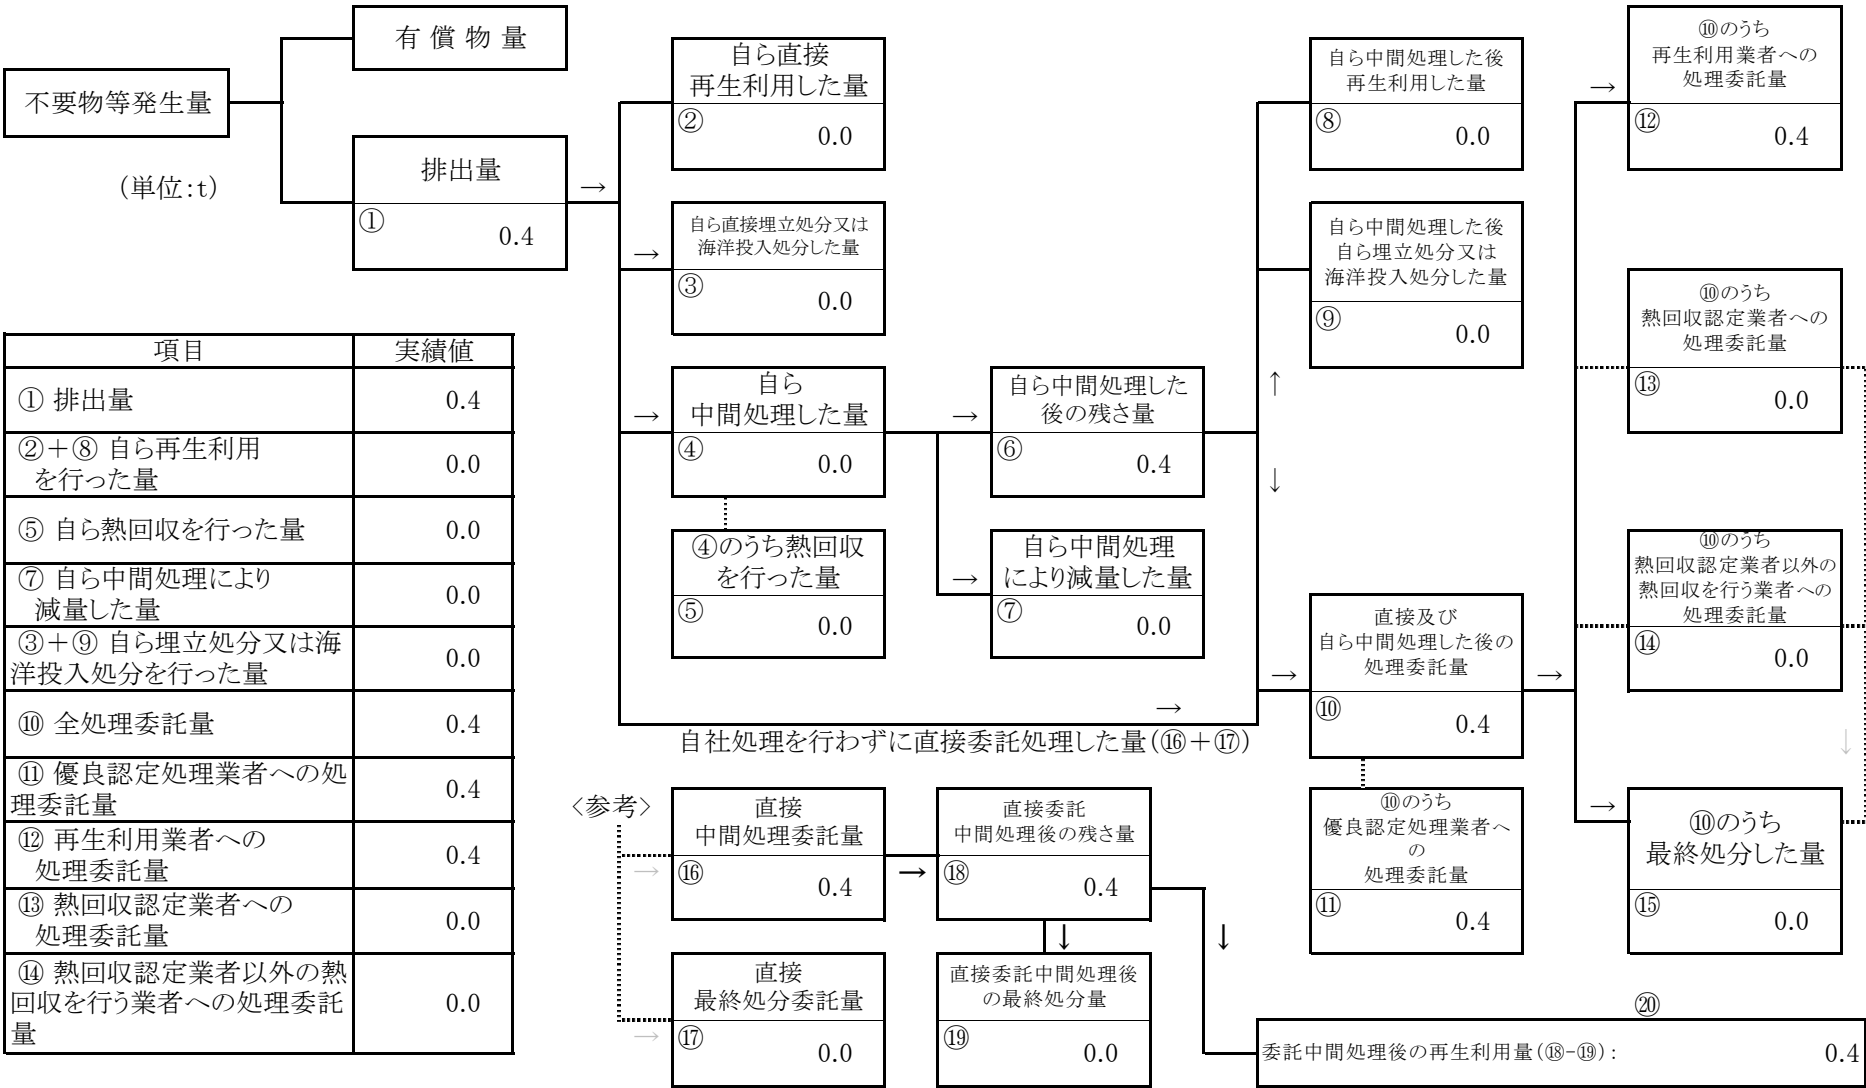 有 償 物 量
不要物等発生量
(単位:t)
排出量
①
0.4
→
自ら直接
再生利用した量
②
0.0
→
自ら直接埋立処分又は
海洋投入処分した量
③
0.0
→
自ら
中間処理した量
④
0.0
④のうち熱回収
を行った量
⑤
0.0
→
自ら中間処理した
後の残さ量
⑥
0.4
→
自ら中間処理
により減量した量
⑦
0.0
↑
↓
自ら中間処理した後
再生利用した量
⑧
0.0
自ら中間処理した後
自ら埋立処分又は
海洋投入処分した量
⑨
0.0
→
自社処理を行わずに直接委託処理した量(⑯+⑰)
→
直接及び
自ら中間処理した後の
処理委託量
⑩
0.4
⑩のうち
優良認定処理業者へ
の
処理委託量
⑪
0.4
→
→
⑩のうち
再生利用業者への
処理委託量
⑫
0.4
⑩のうち
熱回収認定業者への
処理委託量
⑬
0.0
⑩のうち
熱回収認定業者以外の
熱回収を行う業者への
処理委託量
⑭
0.0
↓
→
⑩のうち
最終処分した量
⑮
0.0
項目 実績値
① 排出量 0.4
②+⑧ 自ら再生利用
を行った量 0.0
⑤ 自ら熱回収を行った量 0.0
⑦ 自ら中間処理により
減量した量 0.0
③+⑨ 自ら埋立処分又は海
洋投入処分を行った量 0.0
⑩ 全処理委託量 0.4
⑪ 優良認定処理業者への処
理委託量 0.4
⑫ 再生利用業者への
処理委託量 0.4
⑬ 熱回収認定業者への
処理委託量 0.0
⑭ 熱回収認定業者以外の熱
回収を行う業者への処理委託
量 0.0
〈参考〉
→
直接
中間処理委託量
⑯
0.4
→
直接委託
中間処理後の残さ量
⑱
0.4
↓
↓
→
直接
最終処分委託量
⑰
0.0
直接委託中間処理後
の最終処分量
⑲
0.0
⑳
委託中間処理後の再生利用量(⑱-⑲): 0.4